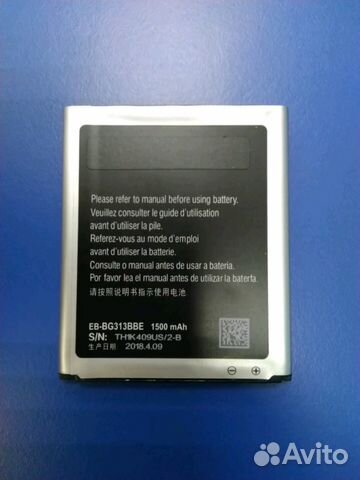 Please refer to manual before using battery.
Veuillez consulter le guide d'utilisation
avant d'utiliser la pile.
Referez-vous au mode d'emploi
avant d'utiliser la batterie.
Consulte o manual antes de usar a bateria.
Por favor lea el manual antes de utilizar la baterfa.
请按照说明书指示使用电池
EB-BG313BBE 1500 mAh
S/N: TH1K409US/2-B
生产日期 2018.4.09
Avito